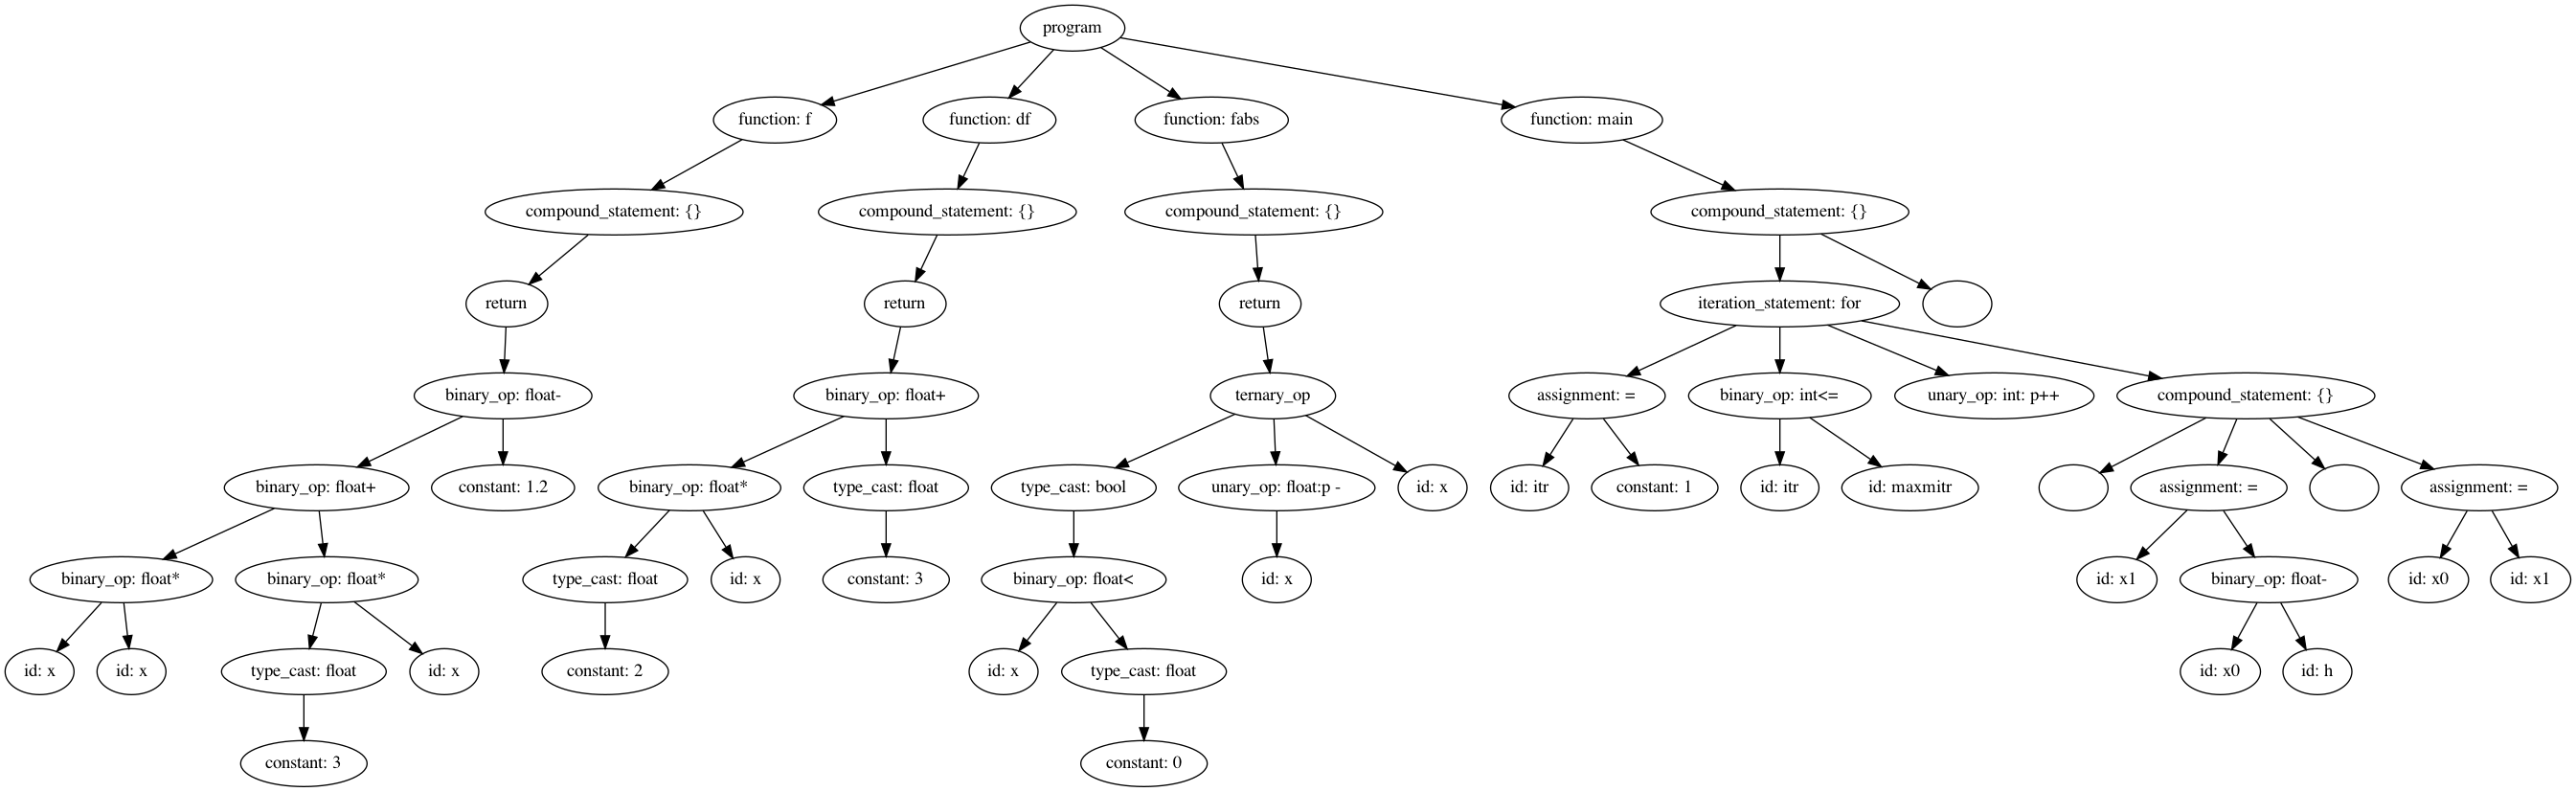 program
function: f
function: df
function: fabs
function: main
compound_statement: {}
compound_statement: {}
compound_statement: {}
compound_statement: {}
return
return
return
iteration_statement: for
binary_op: float-
binary_op: float+
ternary_op
assignment: =
binary_op: int<=
unary_op: int: p++
compound_statement: {}
binary_op: float+
constant: 1.2
binary_op: float*
type_cast: float
type_cast: bool
unary_op: float:p -
id: x
id: itr
constant: 1
id: itr
id: maxmitr
assignment: =
assignment: =
binary_op: float*
binary_op: float*
type_cast: float
id: x
constant: 3
binary_op: float<
id: x
id: x1
binary_op: float-
id: x0
id: x1
id: x
id: x
type_cast: float
id: x
constant: 2
id: x
type_cast: float
id: x0
id: h
constant: 3
constant: 0